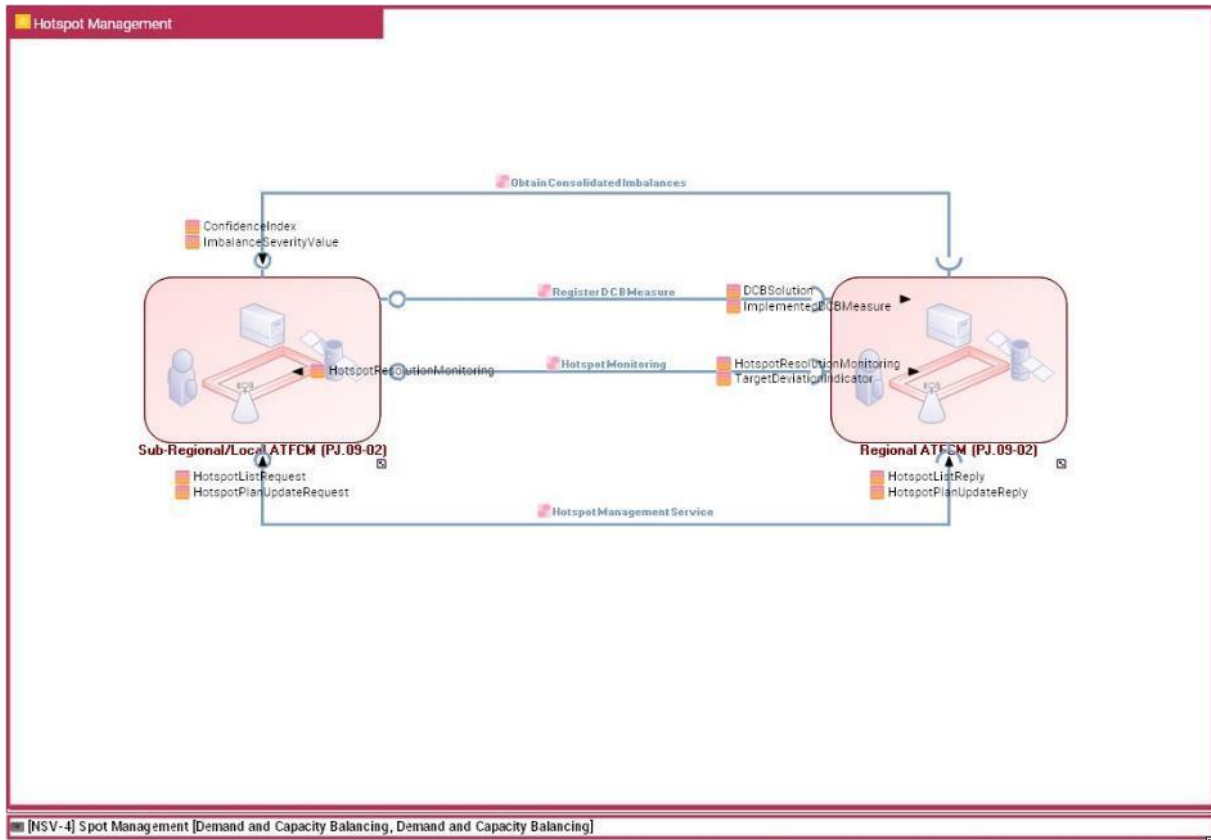 Hotspot Management
ObtainConsolidatedImbalances
ConfidenceIndex
ImbalanceSeverityValue
RegisterDCBMeasure
DCBSolution
ImplementedDCBMeasure
HotspotResolutionMonitoring
HotspotMonitoring
HotspotResolutionMonitoring
TargetDeviationIndicator
Sub-Regional/Local ATFCM (PJ.09-02)
Regional ATFCM (PJ.09-02)
HotspotListRequest
HotspotPlanUpdateRequest
HotspotListReply
HotspotPlanUpdateReply
HotspotManagementService
[NSV-4] Spot Management [Demand and Capacity Balancing, Demand and Capacity Balancing]